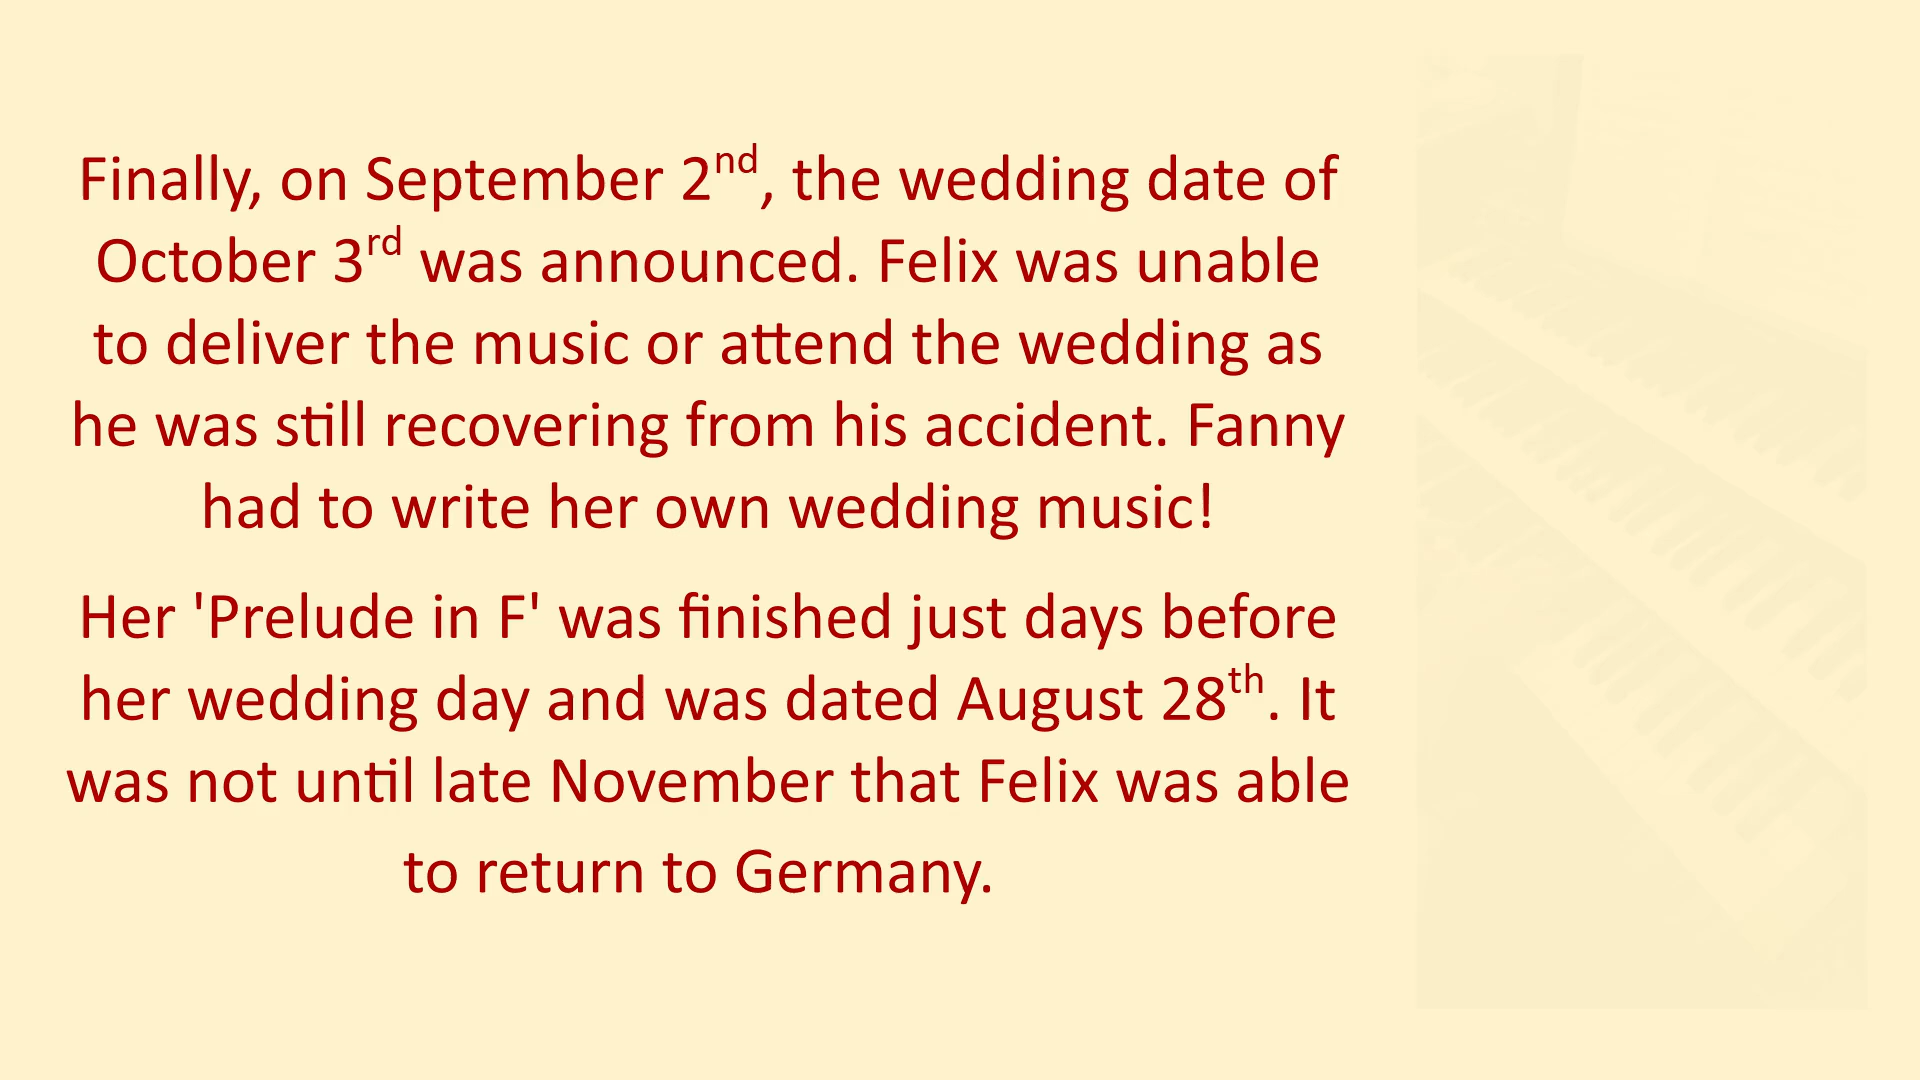 Finally, on September 2nd, the wedding date of
October 3rd was announced. Felix was unable
to deliver the music or attend the wedding as
he was still recovering from his accident. Fanny
had to write her own wedding music!
Her 'Prelude in F' was finished just days before
her wedding day and was dated August 28th. It
was not until late November that Felix was able
to return to Germany.